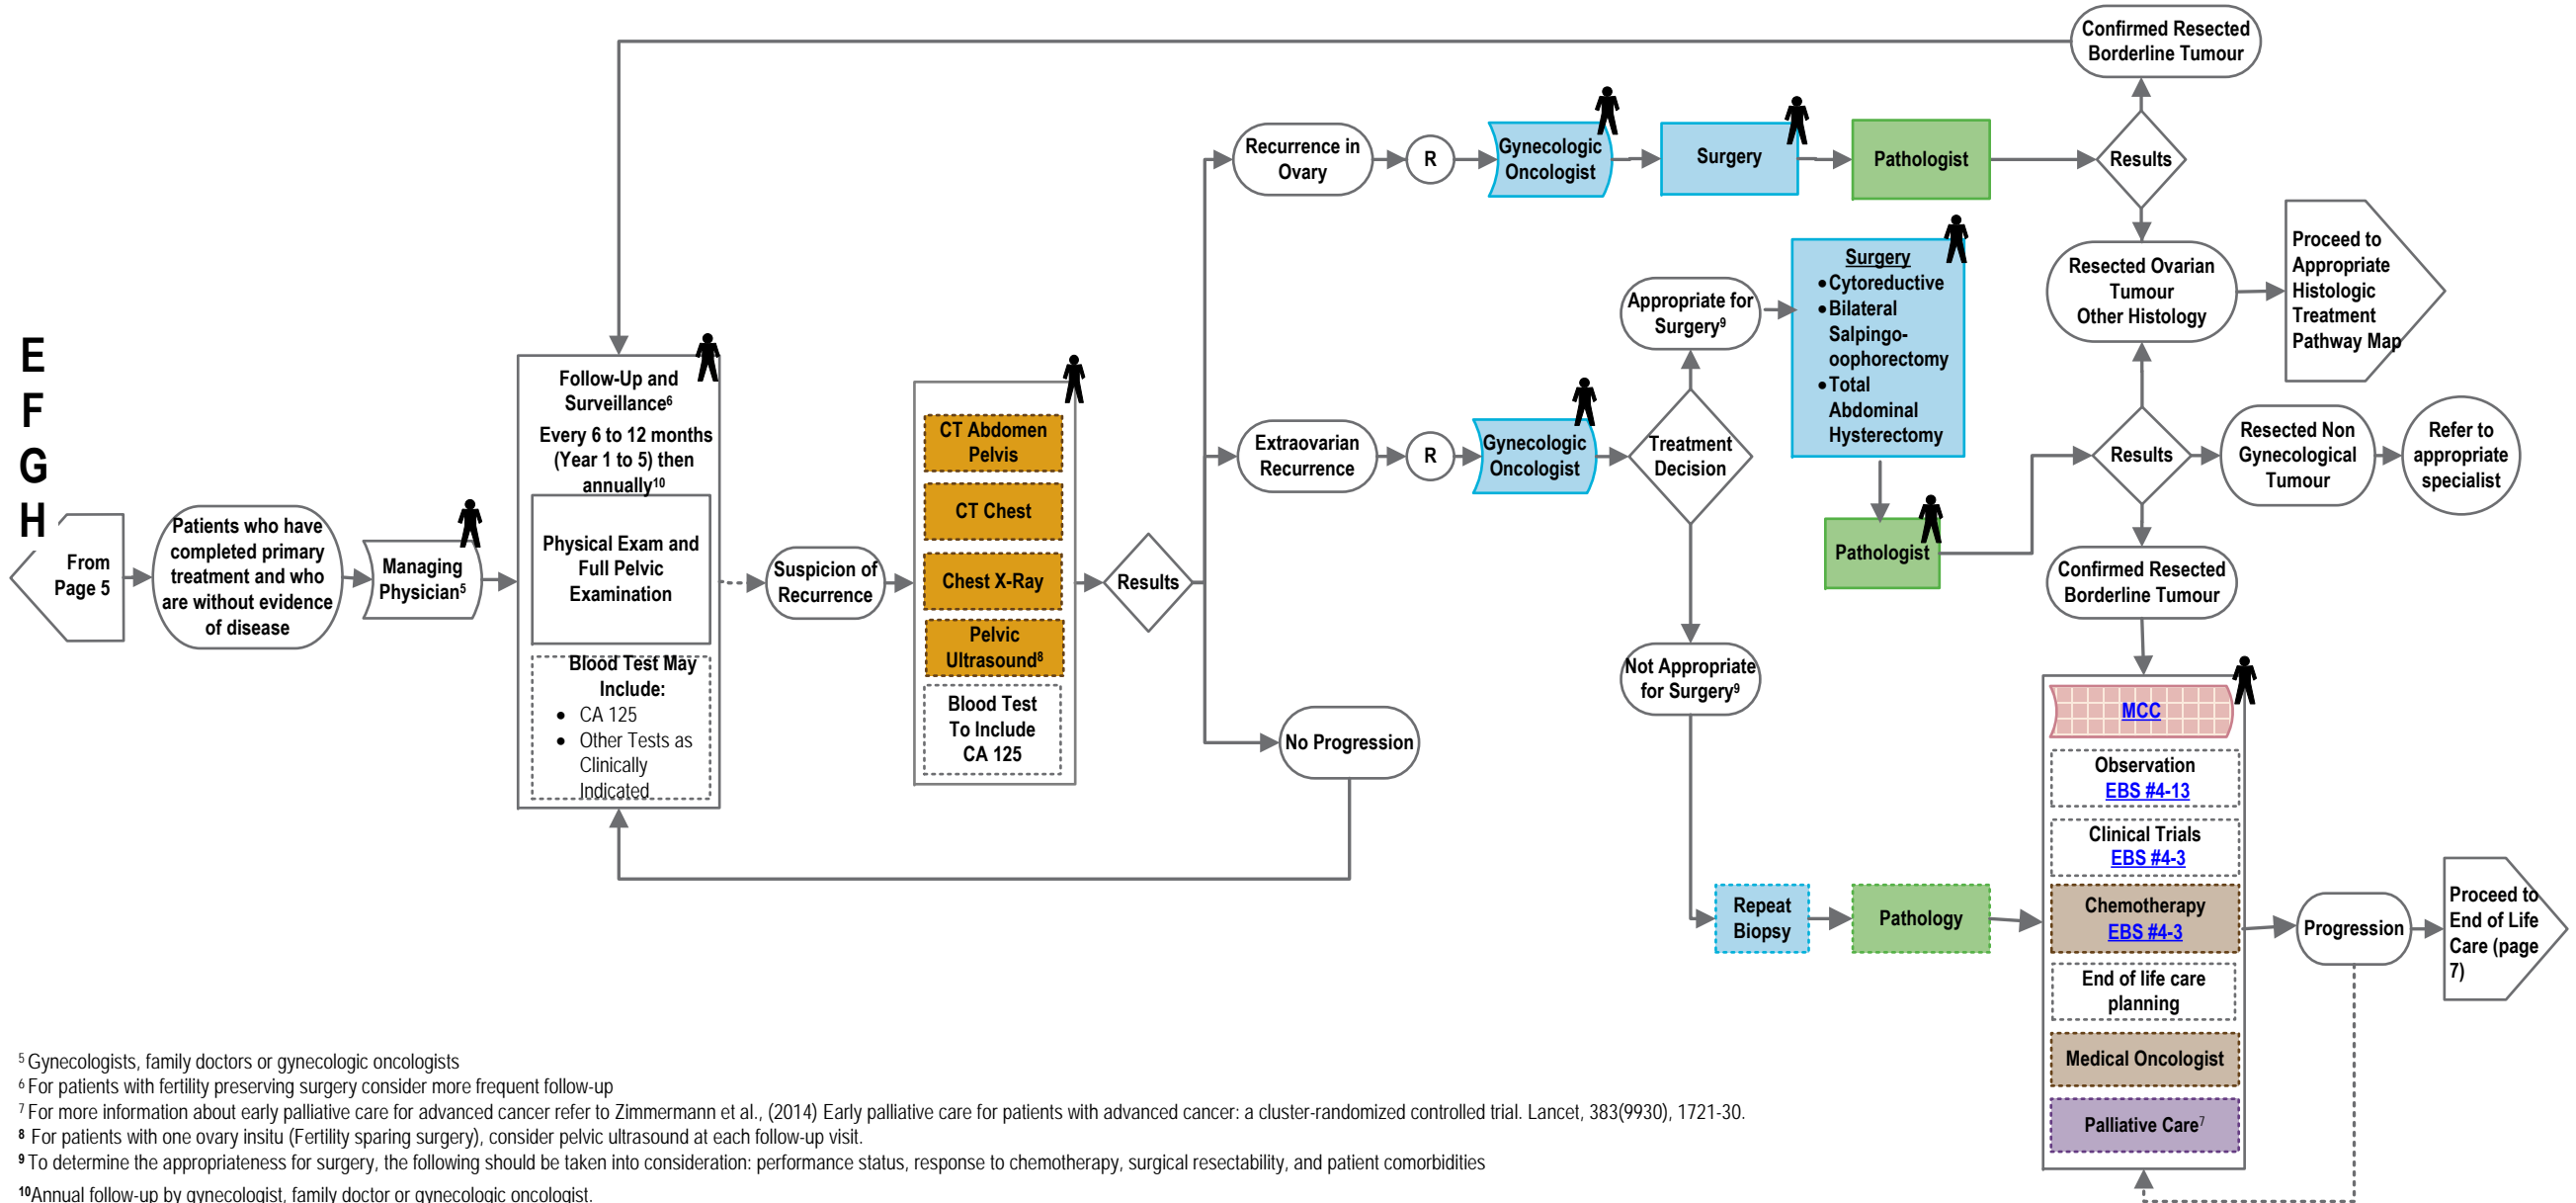 Confirmed Resected
Borderline Tumour
Recurrence in
Ovary
R
Gynecologic
Oncologist
Surgery
Pathologist
Results
Resected Ovarian
Tumour
Other Histology
Proceed to
Appropriate
Histologic
Treatment
Pathway Map
Appropriate for
Surgery⁹
Surgery
•Cytoreductive
•Bilateral
Salpingo-
oophorectomy
•Total
Abdominal
Hysterectomy
E
F
G
H
From
Page 5
Patients who have
completed primary
treatment and who
are without evidence
of disease
Managing
Physician⁵
Follow-Up and
Surveillance⁶
Every 6 to 12 months
(Year 1 to 5) then
annually¹⁰
Physical Exam and
Full Pelvic
Examination
Blood Test May
Include:
• CA 125
• Other Tests as
Clinically
Indicated
Suspicion of
Recurrence
CT Abdomen
Pelvis
CT Chest
Chest X-Ray
Pelvic
Ultrasound⁸
Blood Test
To Include
CA 125
Results
Extraovarian
Recurrence
R
Gynecologic
Oncologist
Treatment
Decision
Pathologist
Results
Resected Non
Gynecological
Tumour
Refer to
appropriate
specialist
Confirmed Resected
Borderline Tumour
Not Appropriate
for Surgery⁹
No Progression
Repeat
Biopsy
Pathology
MCC
Observation
EBS #4-13
Clinical Trials
EBS #4-3
Chemotherapy
EBS #4-3
End of life care
planning
Medical Oncologist
Palliative Care⁷
Progression
Proceed to
End of Life
Care (page
7)
⁵ Gynecologists, family doctors or gynecologic oncologists
⁶ For patients with fertility preserving surgery consider more frequent follow-up
⁷ For more information about early palliative care for advanced cancer refer to Zimmermann et al., (2014) Early palliative care for patients with advanced cancer: a cluster-randomized controlled trial. Lancet, 383(9930), 1721-30.
⁸ For patients with one ovary insitu (Fertility sparing surgery), consider pelvic ultrasound at each follow-up visit.
⁹ To determine the appropriateness for surgery, the following should be taken into consideration: performance status, response to chemotherapy, surgical resectability, and patient comorbidities
¹⁰Annual follow-up by gynecologist, family doctor or gynecologic oncologist.